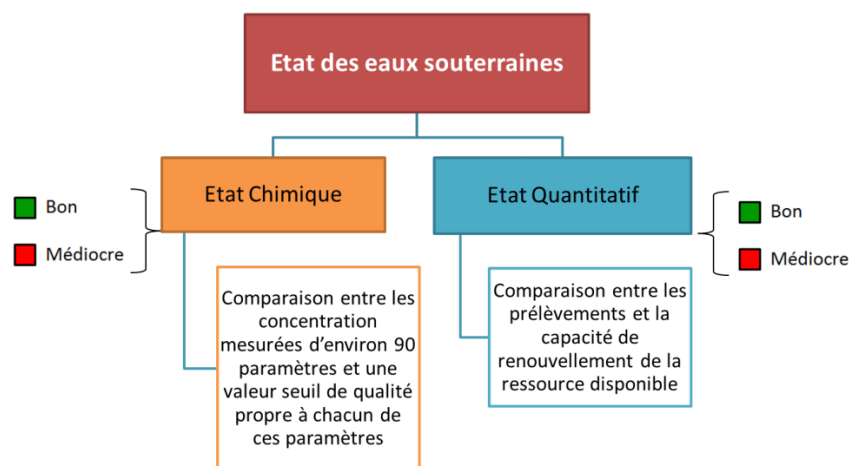 Etat des eaux souterraines
Etat Chimique
Etat Quantitatif
Bon
Médiocre
Bon
Médiocre
Comparaison entre les
concentration
mesurées d'environ 90
paramètres et une
valeur seuil de qualité
propre à chacun de
ces paramètres
Comparaison entre les
prélèvements et la
capacité de
renouvellement de la
ressource disponible